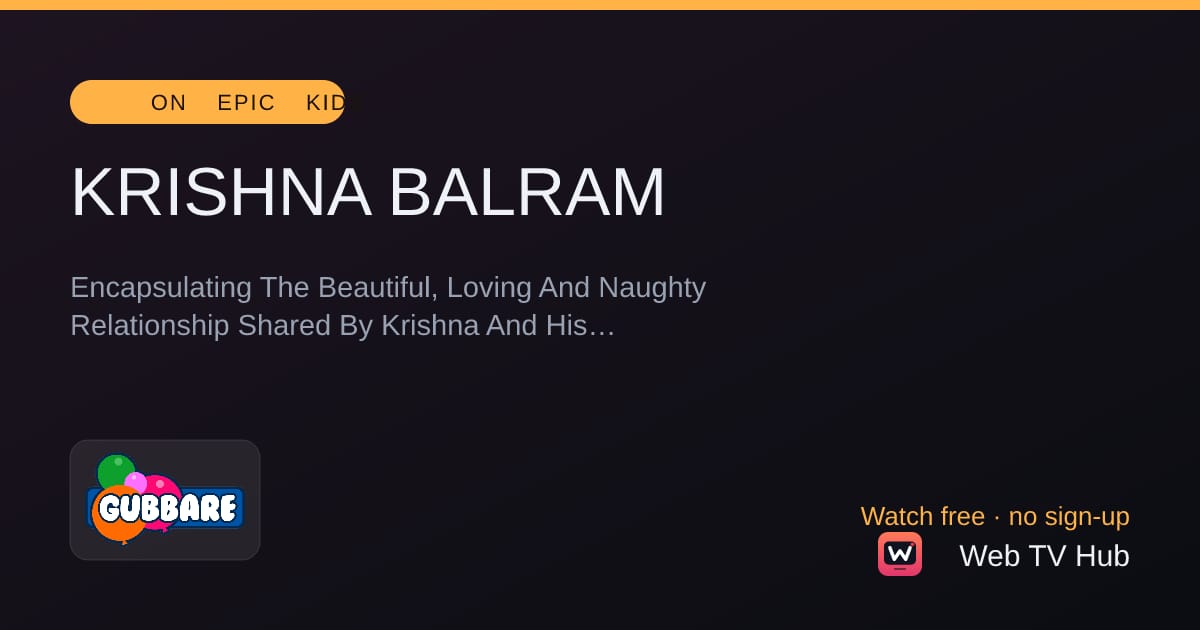 ON EPIC KID
KRISHNA BALRAM
Encapsulating The Beautiful, Loving And Naughty
Relationship Shared By Krishna And His…
GUBBARE
Watch free · no sign-up
W
Web TV Hub